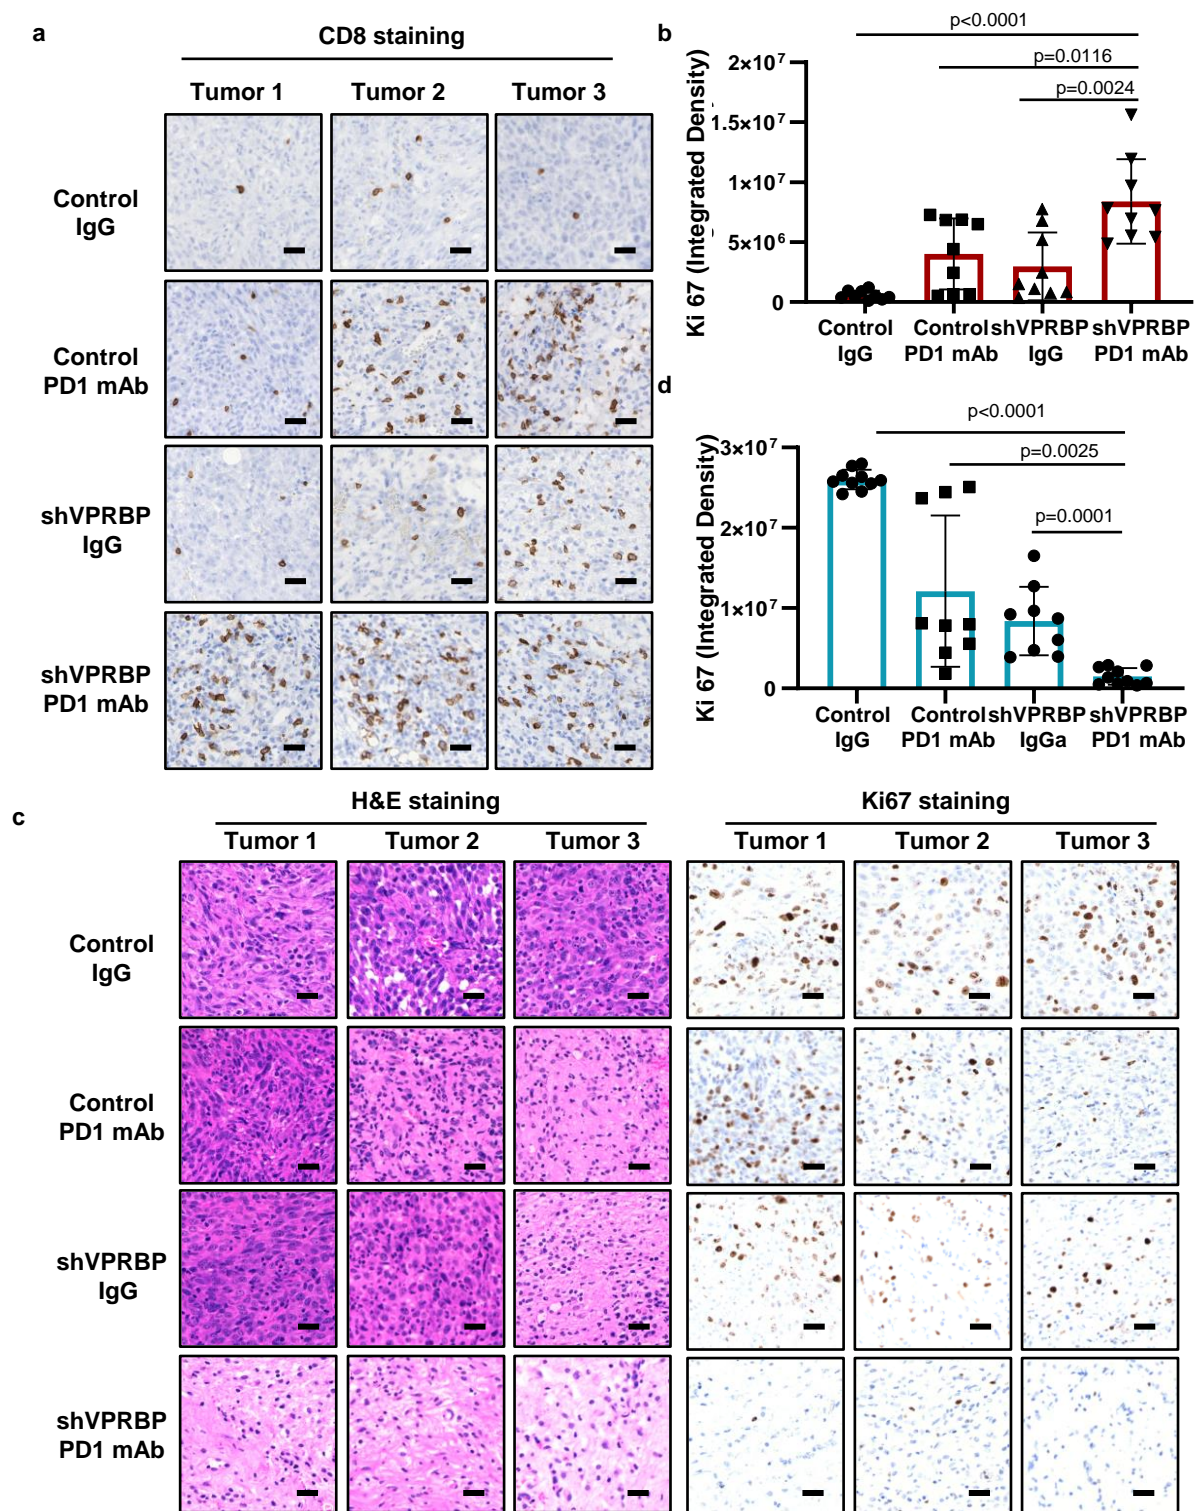 a
CD8 staining
Tumor 1 Tumor 2 Tumor 3
Control
IgG
Control
PD1 mAb
shVPRBP
IgG
shVPRBP
PD1 mAb
b
p<0.0001
p=0.0116
p=0.0024
Ki 67 (Integrated Density)
2×10⁷
1.5×10⁷
1×10⁷
5×10⁶
0
Control IgG
Control PD1 mAb
shVPRBP IgG
shVPRBP PD1 mAb
d
p<0.0001
p=0.0025
p=0.0001
Ki 67 (Integrated Density)
3×10⁷
2×10⁷
1×10⁷
0
Control IgG
Control PD1 mAb
shVPRBP IgGa
shVPRBP PD1 mAb
c
H&E staining
Ki67 staining
Tumor 1 Tumor 2 Tumor 3
Tumor 1 Tumor 2 Tumor 3
Control
IgG
Control
PD1 mAb
shVPRBP
IgG
shVPRBP
PD1 mAb